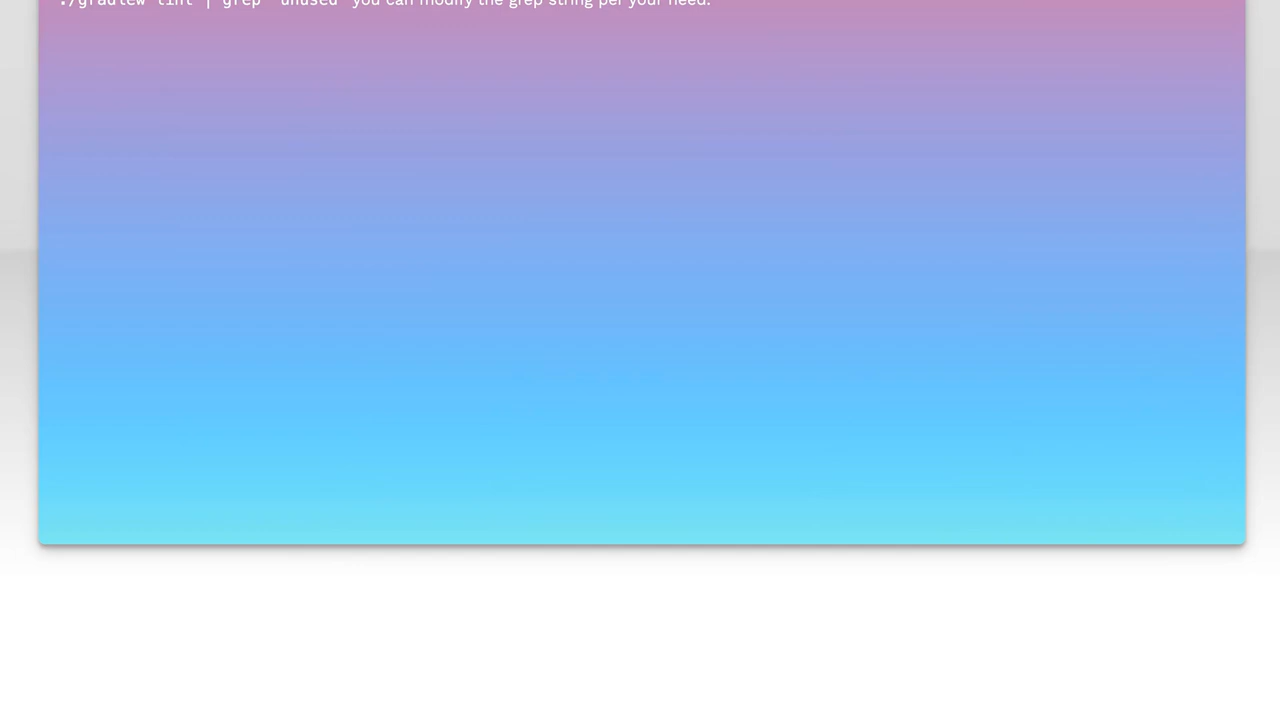 ./gradlew lint | grep "unused" you can modify the grep string per your need.